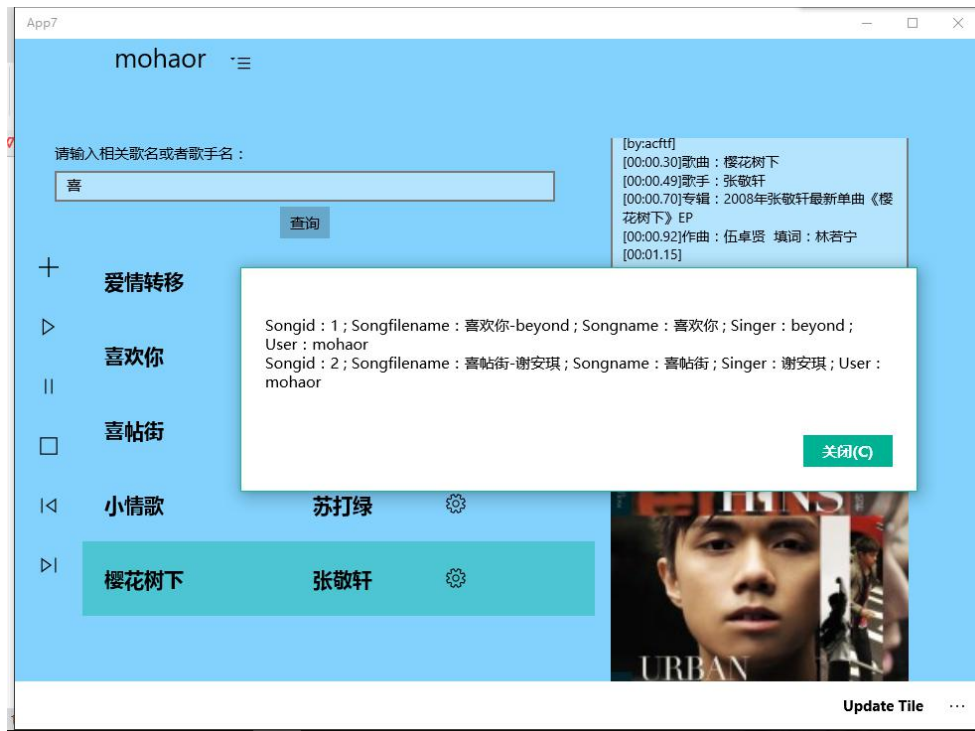 App7
mohaor
请输入相关歌名或者歌手名：
喜
查询
[by:acftf]
[00:00.30]歌曲：樱花树下
[00:00.49]歌手：张敬轩
[00:00.70]专辑：2008年张敬轩最新单曲《樱
花树下》EP
[00:00.92]作曲：伍卓贤 填词：林若宁
[00:01.15]
爱情转移
喜欢你
喜帖街
Songid：1；Songfilename：喜欢你-beyond；Songname：喜欢你；Singer：beyond；
User：mohaor
Songid：2；Songfilename：喜帖街-谢安琪；Songname：喜帖街；Singer：谢安琪；User：
mohaor
关闭(C)
小情歌 苏打绿
樱花树下 张敬轩
HINS
URBAN
Update Tile